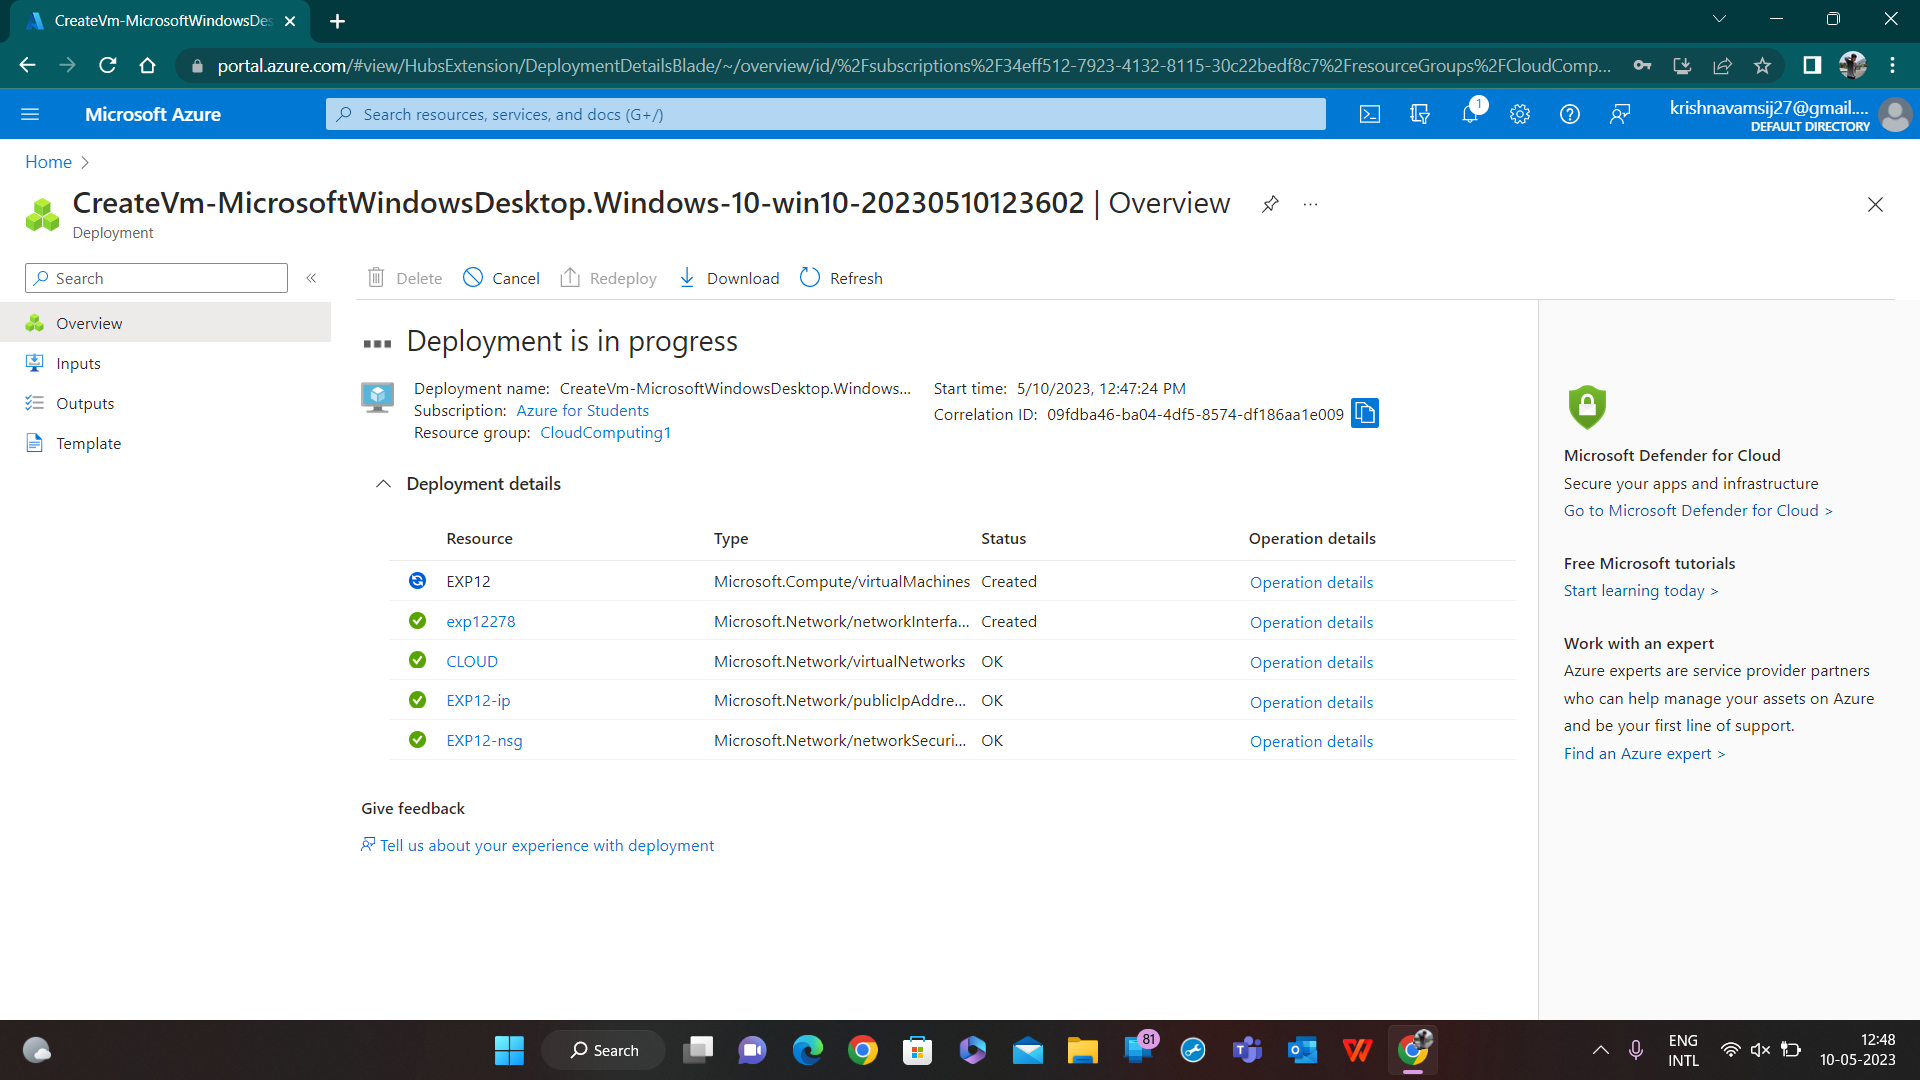 CreateVm-MicrosoftWindowsDes
portal.azure.com/#view/HubsExtension/DeploymentDetailsBlade/~/overview/id/%2Fsubscriptions%2F34eff512-7923-4132-8115-30c22bedf8c7%2FresourceGroups%2FCloudComp...
Microsoft Azure
Search resources, services, and docs (G+/)
1
krishnavamsij27@gmail....
DEFAULT DIRECTORY
Home
CreateVm-MicrosoftWindowsDesktop.Windows-10-win10-20230510123602 | Overview
Deployment
Search
Delete
Cancel
Redeploy
Download
Refresh
Overview
Inputs
Outputs
Template
Deployment is in progress
Deployment name: CreateVm-MicrosoftWindowsDesktop.Windows...
Subscription: Azure for Students
Resource group: CloudComputing1
Start time: 5/10/2023, 12:47:24 PM
Correlation ID: 09fdba46-ba04-4df5-8574-df186aa1e009
Deployment details
Resource Type Status Operation details
EXP12 Microsoft.Compute/virtualMachines Created Operation details
exp12278 Microsoft.Network/networkInterfa... Created Operation details
CLOUD Microsoft.Network/virtualNetworks OK Operation details
EXP12-ip Microsoft.Network/publicIpAddre... OK Operation details
EXP12-nsg Microsoft.Network/networkSecuri... OK Operation details
Give feedback
Tell us about your experience with deployment
Microsoft Defender for Cloud
Secure your apps and infrastructure
Go to Microsoft Defender for Cloud >
Free Microsoft tutorials
Start learning today >
Work with an expert
Azure experts are service provider partners
who can help manage your assets on Azure
and be your first line of support.
Find an Azure expert >
Search
81
ENG
INTL
12:48
10-05-2023